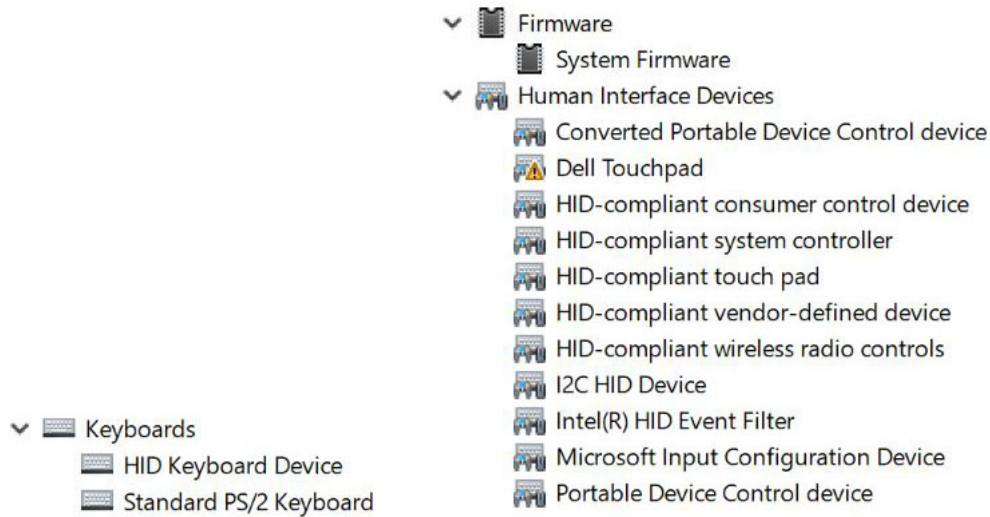 Keyboards
HID Keyboard Device
Standard PS/2 Keyboard
Firmware
System Firmware
Human Interface Devices
Converted Portable Device Control device
Dell Touchpad
HID-compliant consumer control device
HID-compliant system controller
HID-compliant touch pad
HID-compliant vendor-defined device
HID-compliant wireless radio controls
I2C HID Device
Intel(R) HID Event Filter
Microsoft Input Configuration Device
Portable Device Control device